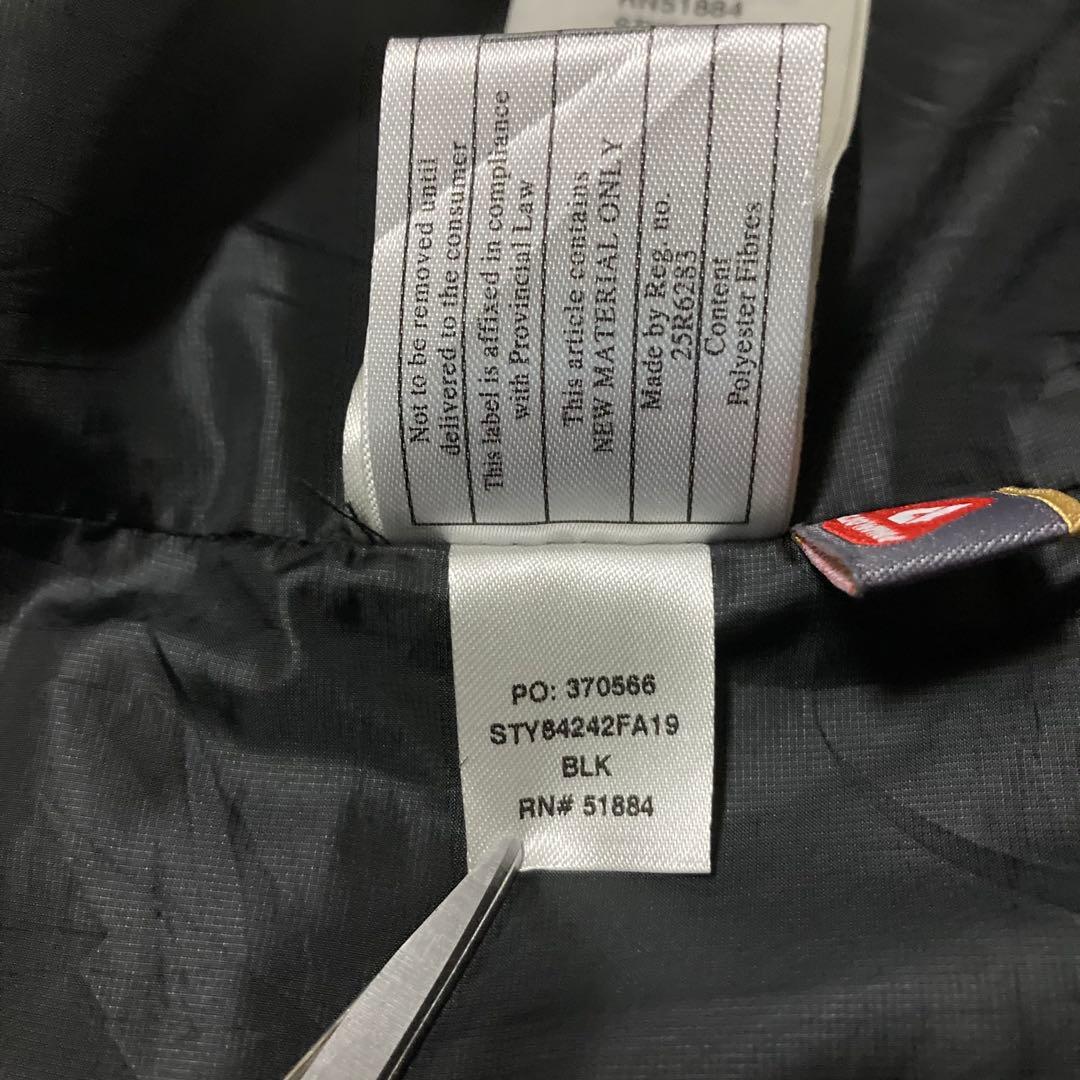 RN51884
Not to be removed until
delivered to the consumer
This label is affixed in compliance
with Provincial Law
This article contains
NEW MATERIAL ONLY
Made by Reg. no.
25R6283
Content
Polyester Fibres
PO: 370566
STY84242FA19
BLK
RN# 51884